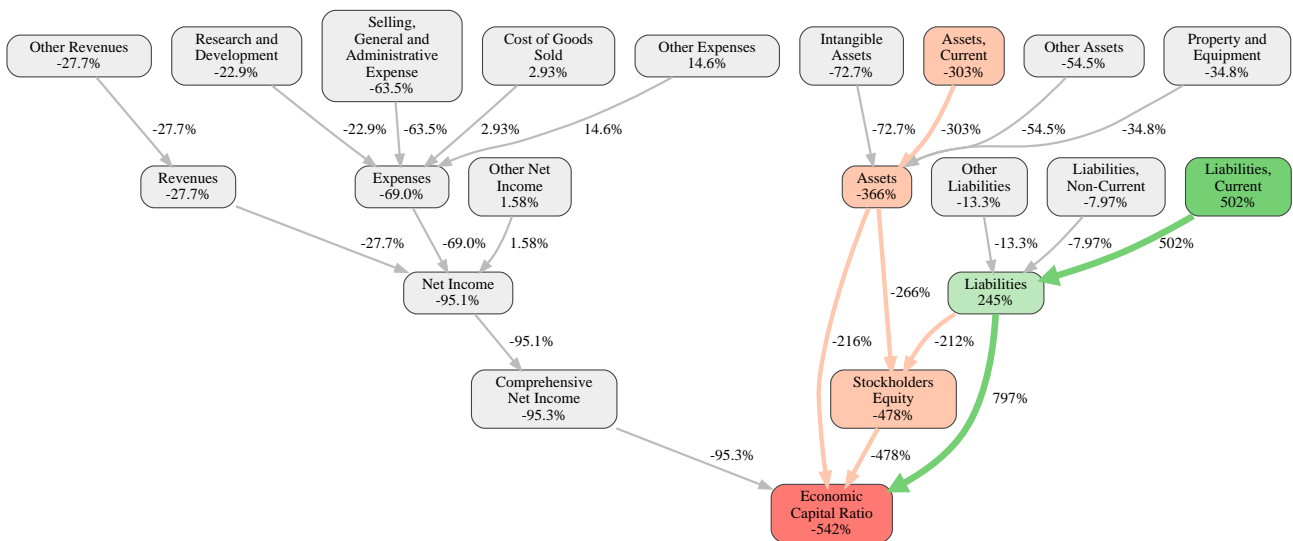 Other Revenues
-27.7%
Research and
Development
-22.9%
Selling,
General and
Administrative
Expense
-63.5%
Cost of Goods
Sold
2.93%
Other Expenses
14.6%
Intangible
Assets
-72.7%
Assets,
Current
-303%
Other Assets
-54.5%
Property and
Equipment
-34.8%
-27.7%
-22.9%
-63.5%
2.93%
14.6%
-72.7%
-303%
-54.5%
-34.8%
Revenues
-27.7%
Expenses
-69.0%
Other Net
Income
1.58%
Assets
-366%
Other
Liabilities
-13.3%
Liabilities,
Non-Current
-7.97%
Liabilities,
Current
502%
-27.7%
-69.0%
1.58%
-13.3%
-7.97%
502%
Net Income
-95.1%
Liabilities
245%
-266%
-95.1%
-216%
-212%
Comprehensive
Net Income
-95.3%
Stockholders
Equity
-478%
797%
-95.3%
-478%
Economic
Capital Ratio
-542%